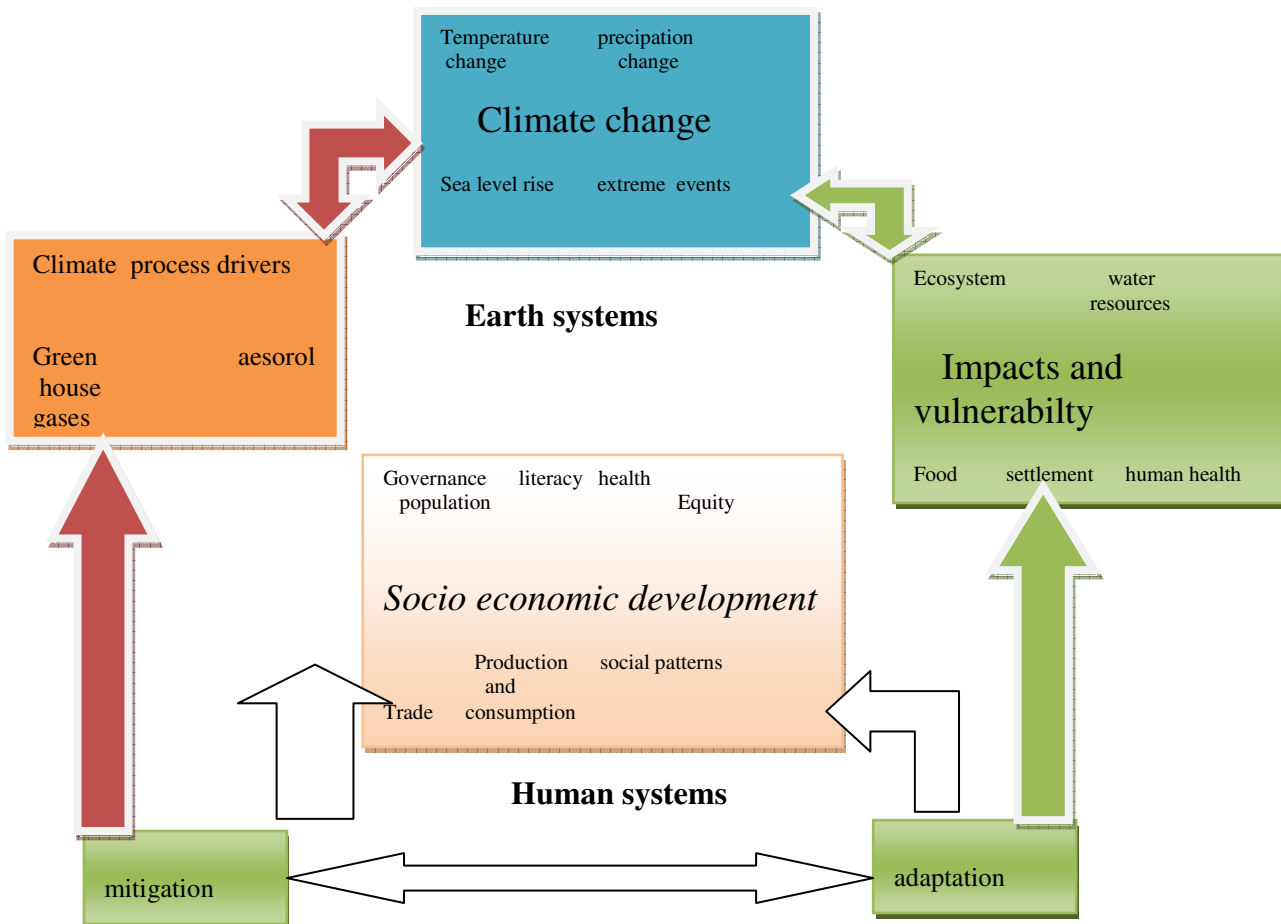 Temperature precipation
change change
Climate change
Sea level rise extreme events
Climate process drivers
Green aesorol
house
gases
Earth systems
Ecosystem water
resources
Impacts and
vulnerabilty
Food settlement human health
Governance literacy health
population Equity
Socio economic development
Production social patterns
and
Trade consumption
Human systems
mitigation
adaptation